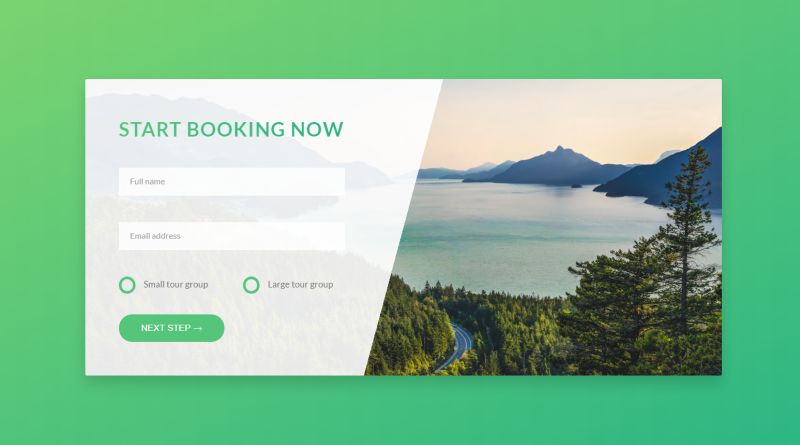 START BOOKING NOW
Full name
Email address
Small tour group
Large tour group
NEXT STEP →